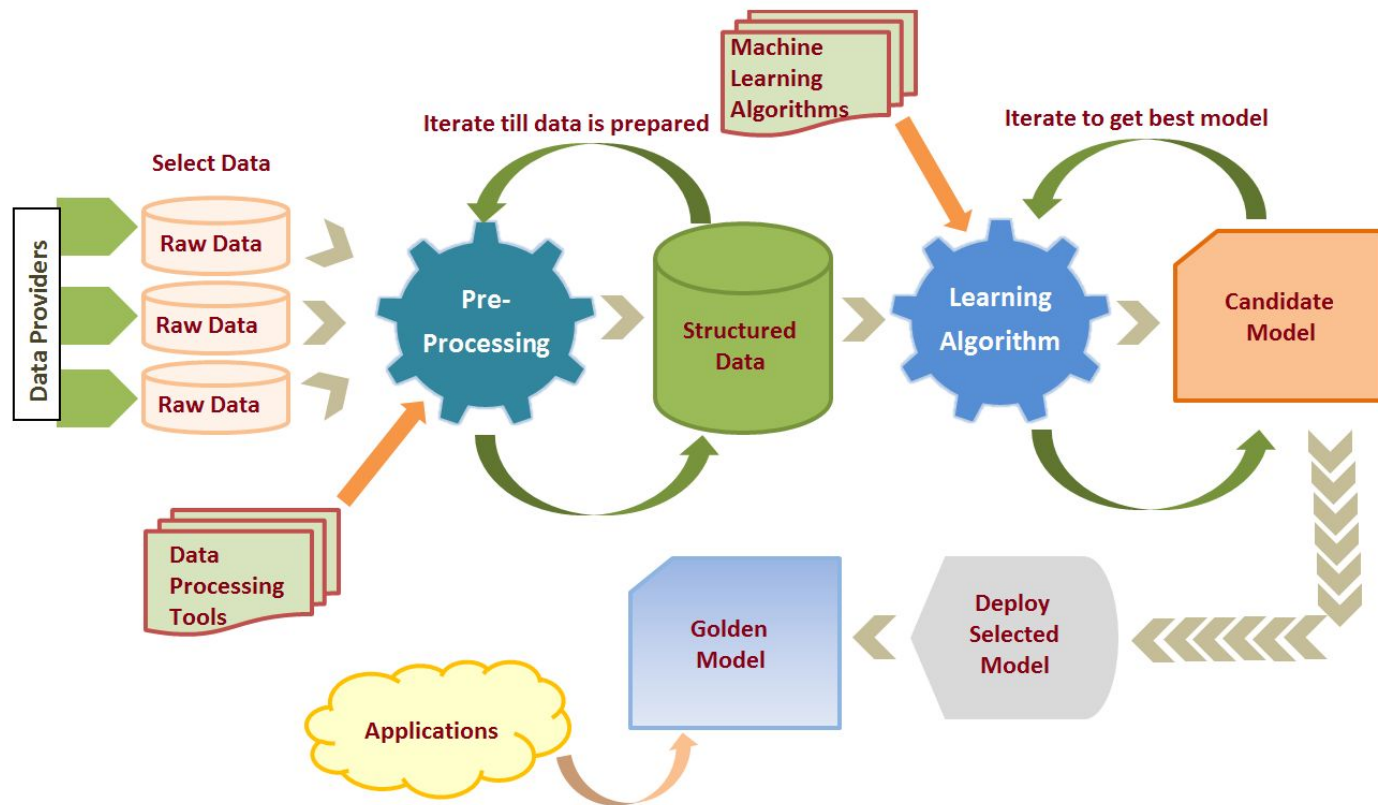 Machine
Learning
Algorithms
Iterate till data is prepared
Iterate to get best model
Select Data
Data Providers
Raw Data
Raw Data
Raw Data
Pre-
Processing
Structured
Data
Learning
Algorithm
Candidate
Model
Data
Processing
Tools
Golden
Model
Deploy
Selected
Model
Applications